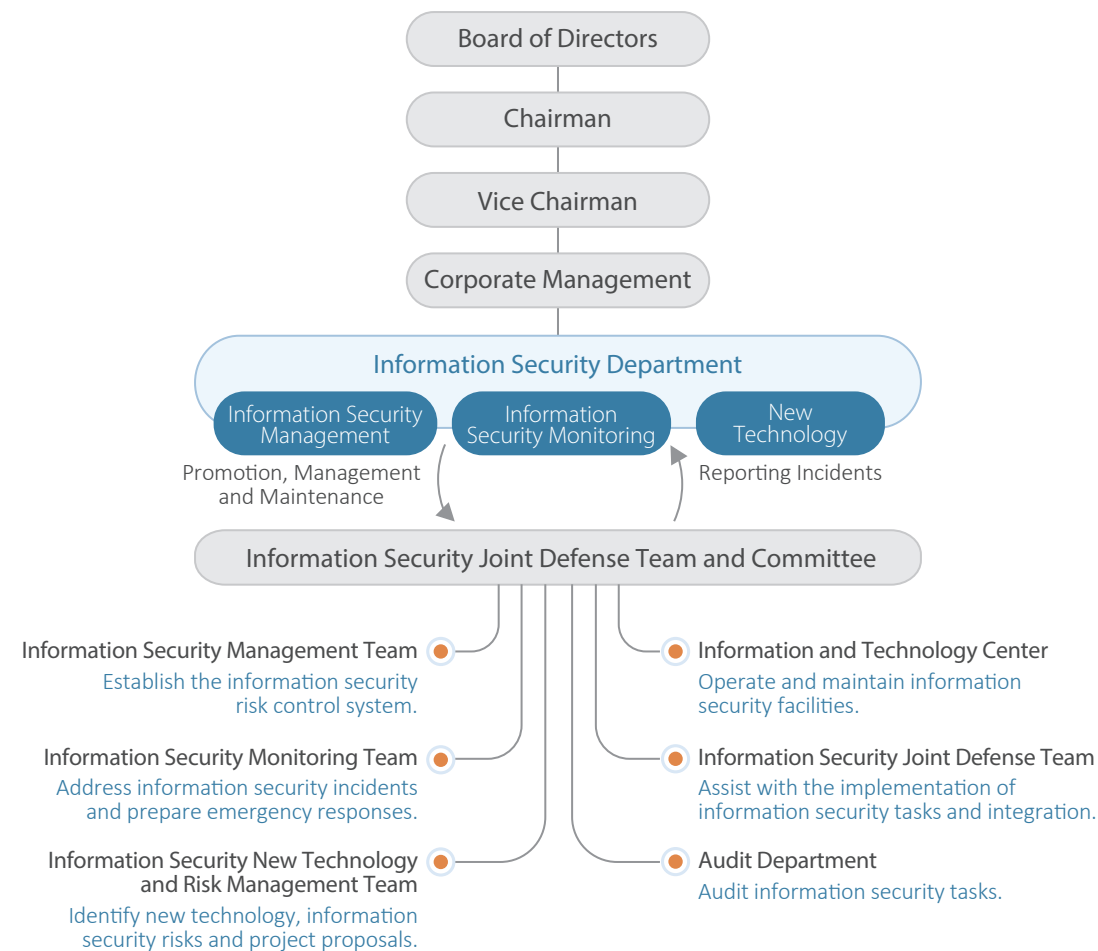 Board of Directors
Chairman
Vice Chairman
Corporate Management
Information Security Department
Information Security
Management
Information
Security Monitoring
New
Technology
Promotion, Management
and Maintenance
Reporting Incidents
Information Security Joint Defense Team and Committee
Information Security Management Team
Establish the information security
risk control system.
Information Security Monitoring Team
Address information security incidents
and prepare emergency responses.
Information Security New Technology
and Risk Management Team
Identify new technology, information
security risks and project proposals.
Information and Technology Center
Operate and maintain information
security facilities.
Information Security Joint Defense Team
Assist with the implementation of
information security tasks and integration.
Audit Department
Audit information security tasks.